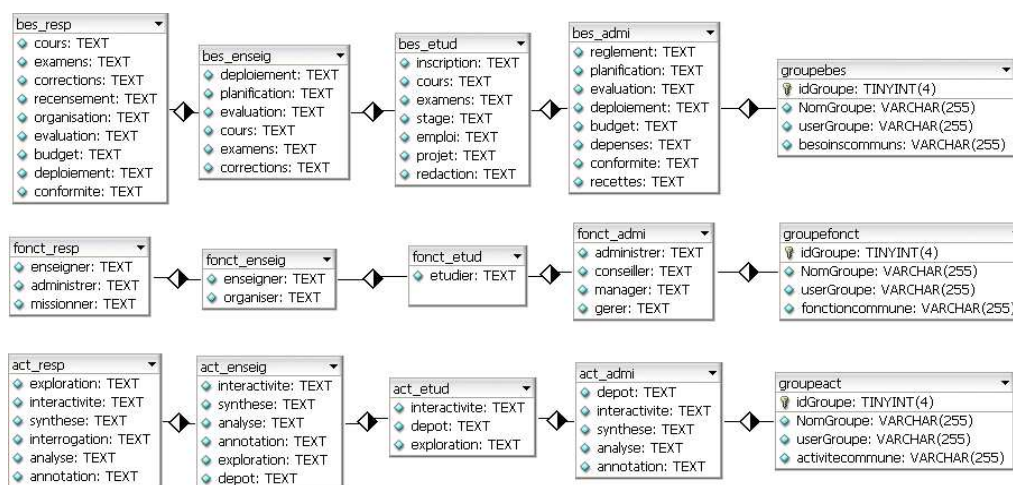 bes_resp
cours: TEXT
examens: TEXT
corrections: TEXT
recensement: TEXT
organisation: TEXT
evaluation: TEXT
budget: TEXT
deploiement: TEXT
conformite: TEXT
bes_enseig
deploiement: TEXT
planification: TEXT
evaluation: TEXT
cours: TEXT
examens: TEXT
corrections: TEXT
bes_etud
inscription: TEXT
cours: TEXT
examens: TEXT
stage: TEXT
emploi: TEXT
projet: TEXT
redaction: TEXT
bes_admi
reglement: TEXT
planification: TEXT
evaluation: TEXT
deploiement: TEXT
budget: TEXT
depenses: TEXT
conformite: TEXT
recettes: TEXT
groupebes
idGroupe: TINYINT(4)
NomGroupe: VARCHAR(255)
userGroupe: VARCHAR(255)
besoinscommuns: VARCHAR(255)
fonct_resp
enseigner: TEXT
administrer: TEXT
missionner: TEXT
fonct_enseig
enseigner: TEXT
organiser: TEXT
fonct_etud
etudier: TEXT
fonct_admi
administrer: TEXT
conseiller: TEXT
manager: TEXT
gerer: TEXT
groupefonct
idGroupe: TINYINT(4)
NomGroupe: VARCHAR(255)
userGroupe: VARCHAR(255)
fonctioncommune: VARCHAR(255)
act_resp
exploration: TEXT
interactivite: TEXT
synthese: TEXT
interrogation: TEXT
analyse: TEXT
annotation: TEXT
act_enseig
interactivite: TEXT
synthese: TEXT
analyse: TEXT
annotation: TEXT
exploration: TEXT
depot: TEXT
act_etud
interactivite: TEXT
depot: TEXT
exploration: TEXT
act_admi
depot: TEXT
interactivite: TEXT
synthese: TEXT
analyse: TEXT
annotation: TEXT
groupeact
idGroupe: TINYINT(4)
NomGroupe: VARCHAR(255)
userGroupe: VARCHAR(255)
activitecommune: VARCHAR(255)